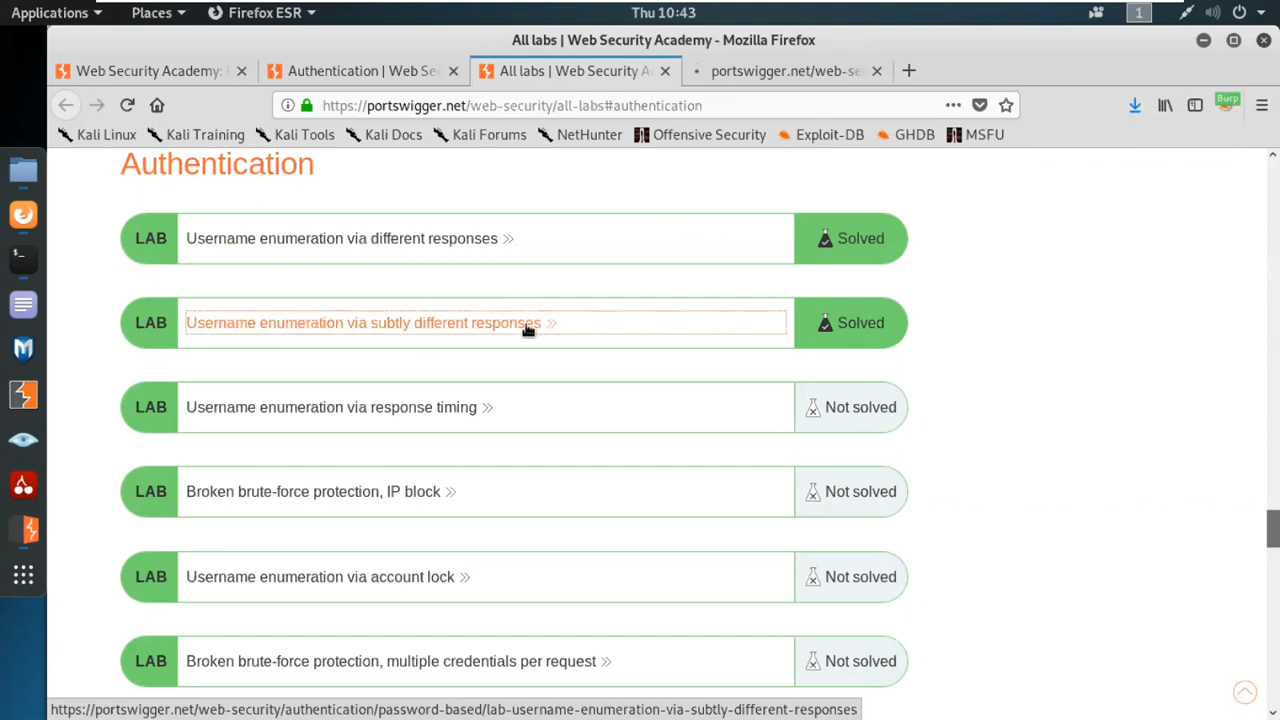 Applications Places Firefox ESR Thu 10:43 1
All labs | Web Security Academy - Mozilla Firefox
Web Security Academy: F Authentication | Web Se All labs | Web Security A portswigger.net/web-se
https://portswigger.net/web-security/all-labs#authentication Burp
Kali Linux Kali Training Kali Tools Kali Docs Kali Forums NetHunter Offensive Security Exploit-DB GHDB MSFU
Authentication
LAB Username enumeration via different responses Solved
LAB Username enumeration via subtly different responses Solved
LAB Username enumeration via response timing Not solved
LAB Broken brute-force protection, IP block Not solved
LAB Username enumeration via account lock Not solved
LAB Broken brute-force protection, multiple credentials per request Not solved
https://portswigger.net/web-security/authentication/password-based/lab-username-enumeration-via-subtly-different-responses